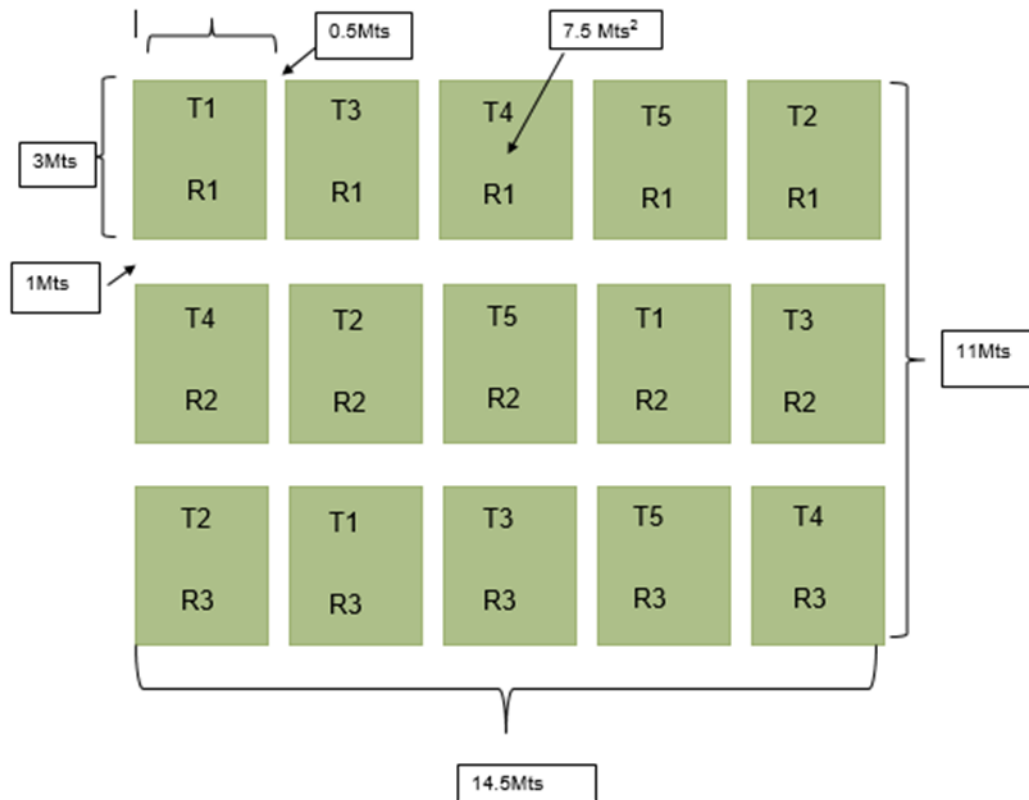 0.5Mts
7.5 Mts²
T1 T3 T4 T5 T2
3Mts
R1 R1 R1 R1 R1
1Mts
T4 T2 T5 T1 T3
11Mts
R2 R2 R2 R2 R2
T2 T1 T3 T5 T4
R3 R3 R3 R3 R3
14.5Mts